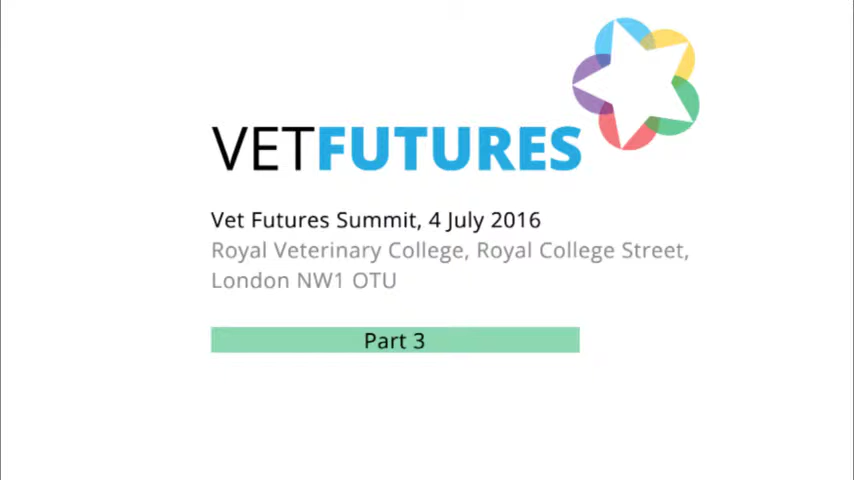 VETFUTURES
Vet Futures Summit, 4 July 2016
Royal Veterinary College, Royal College Street,
London NW1 OTU
Part 3